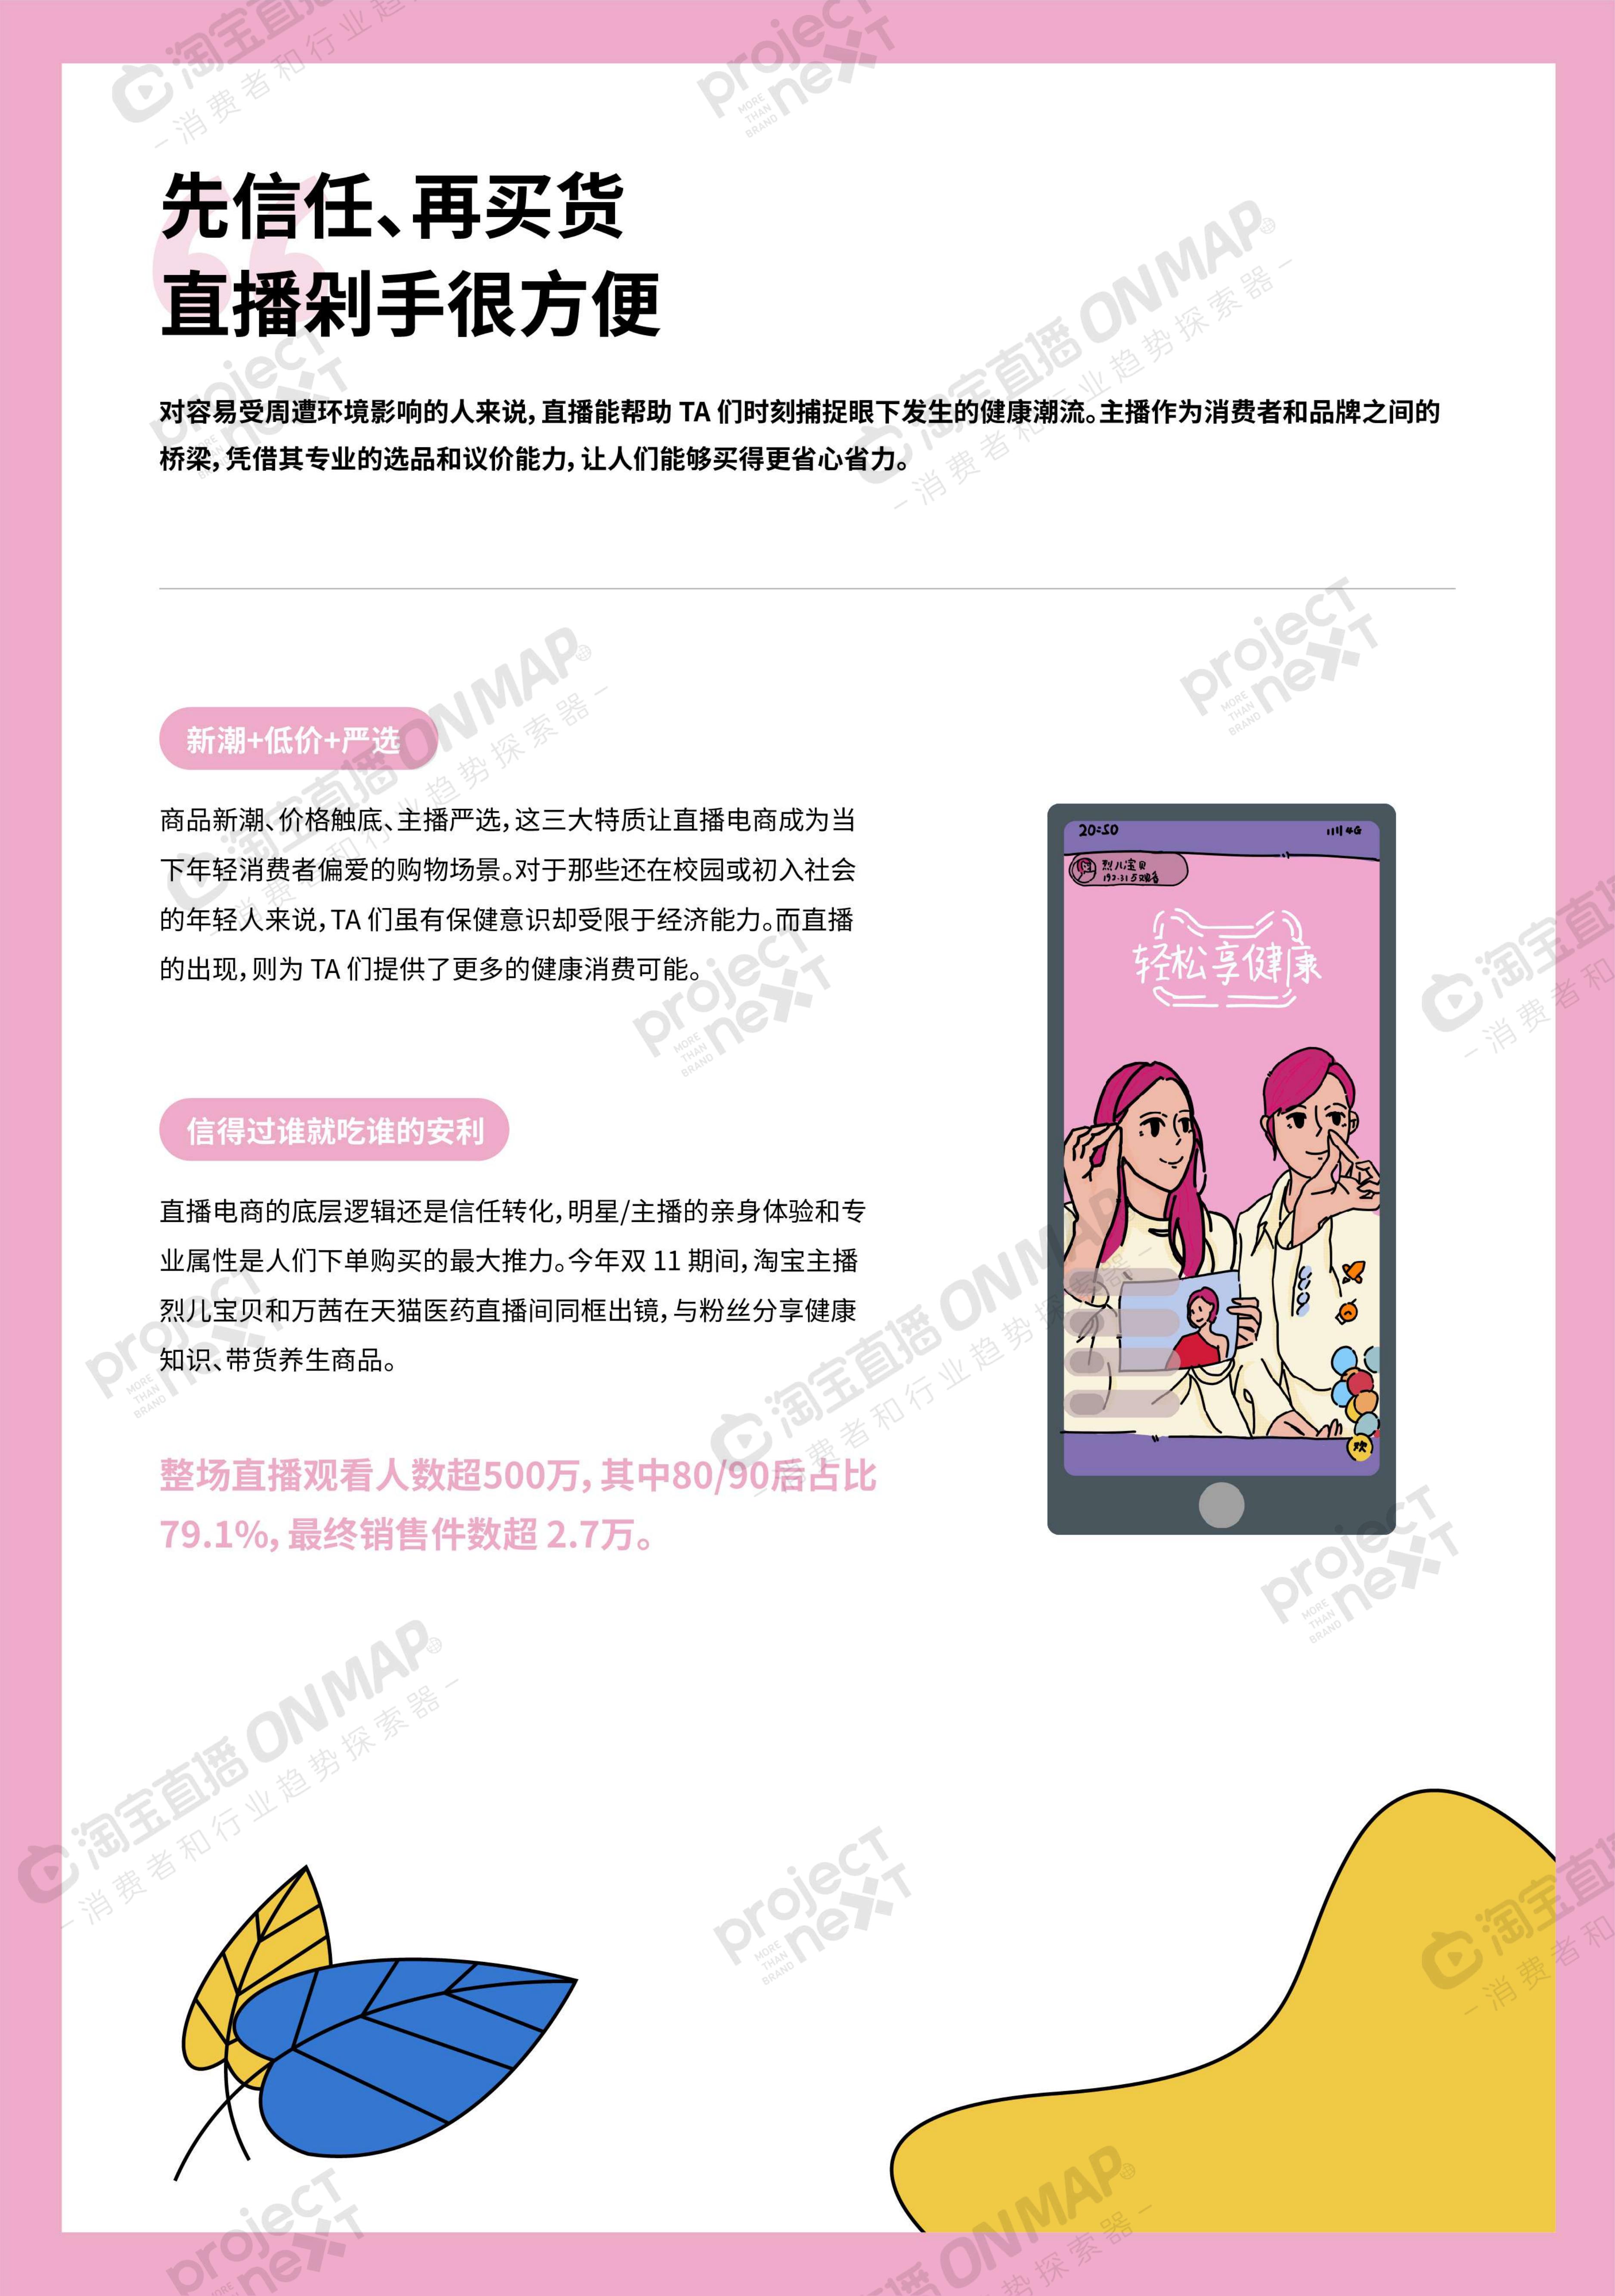 先信任、再买货
直播剁手很方便
对容易受周遭环境影响的人来说，直播能帮助 TA 们时刻捕捉眼下发生的健康潮流。主播作为消费者和品牌之间的
桥梁，凭借其专业的选品和议价能力，让人们能够买得更省心省力。
新潮+低价+严选
商品新潮、价格触底、主播严选，这三大特质让直播电商成为当
下年轻消费者偏爱的购物场景。对于那些还在校园或初入社会
的年轻人来说，TA 们虽有保健意识却受限于经济能力。而直播
的出现，则为 TA 们提供了更多的健康消费可能。
信得过谁就吃谁的安利
直播电商的底层逻辑还是信任转化，明星/主播的亲身体验和专
业属性是人们下单购买的最大推力。今年双 11 期间，淘宝主播
烈儿宝贝和万茜在天猫医药直播间同框出镜，与粉丝分享健康
知识、带货养生商品。
整场直播观看人数超500万，其中80/90后占比
79.1%，最终销售件数超 2.7万。
20:50
4G
烈儿宝贝
轻松享健康
欢
淘宝直播 ONMAP
–消费者和行业趋势探索器–
project next
MORE THAN BRAND